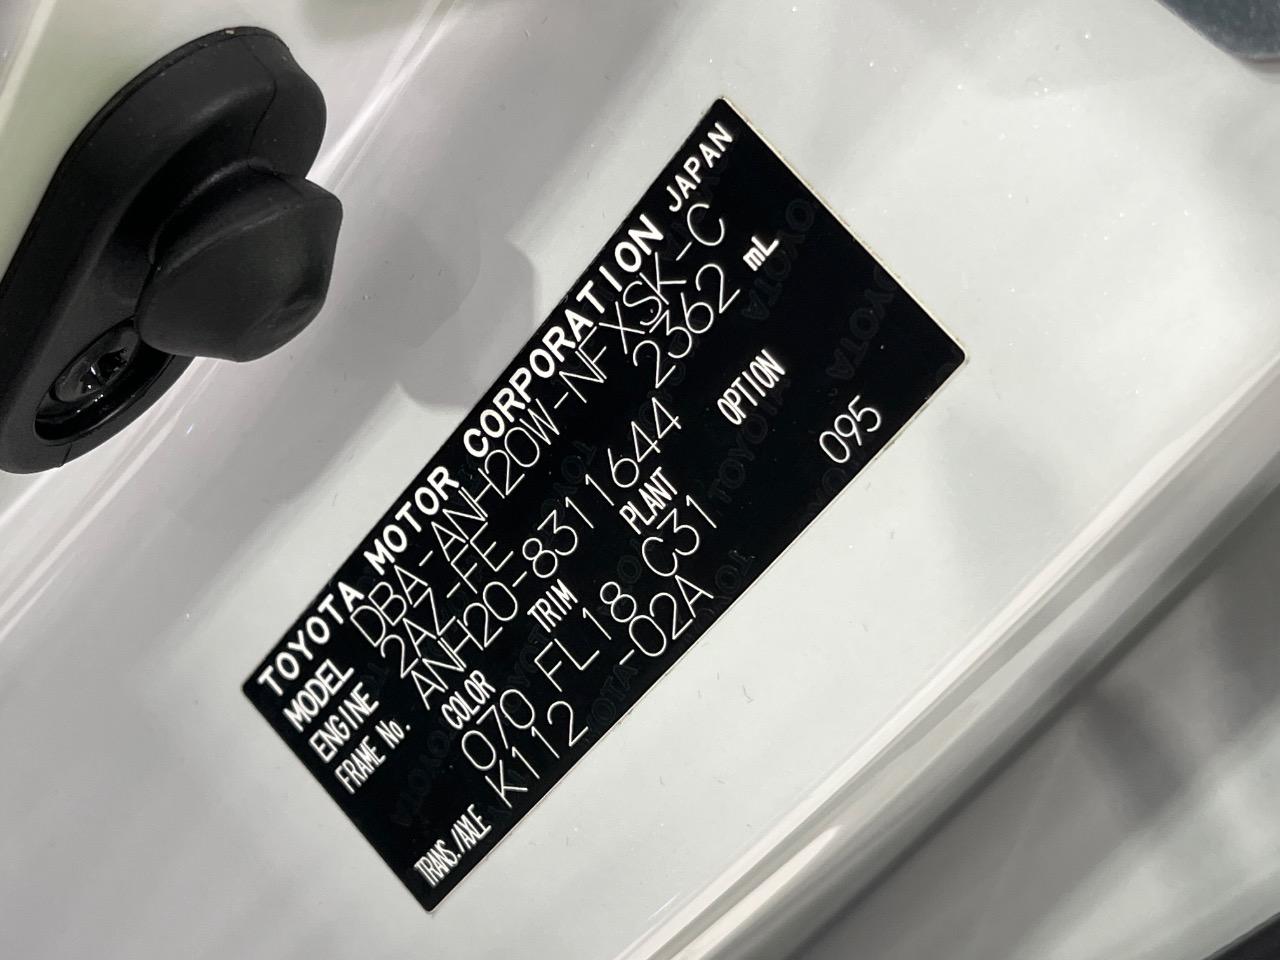 TOYOTA MOTOR CORPORATION JAPAN
MODEL DBA-ANH20W-NFXSK-C
ENGINE 2AZ-FE 2362 mL
FRAME No. ANH20-8311644
COLOR TRIM PLANT OPTION
070 FL18 C31 095
TRANS./AXLE K112 -02A